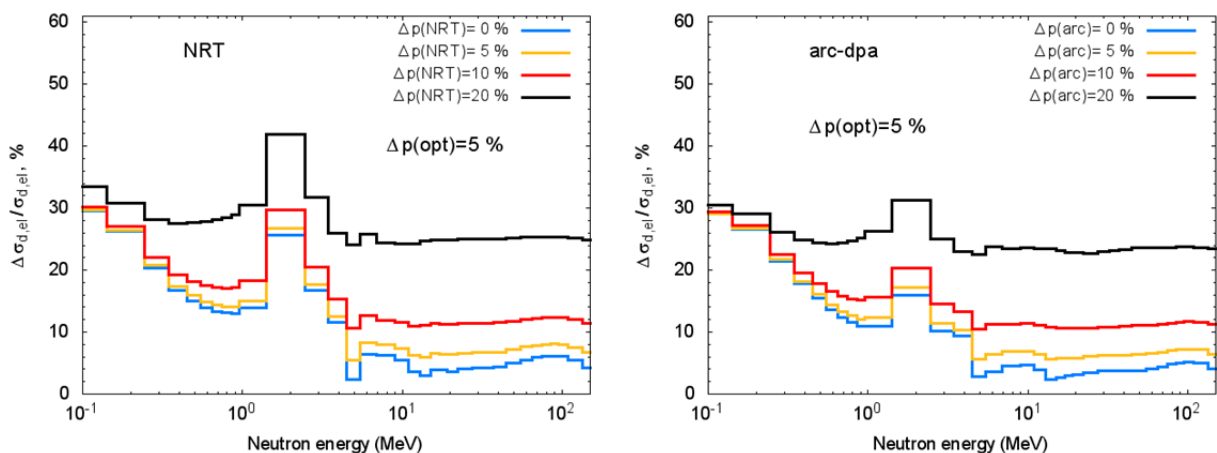 NRT
Δp(NRT)= 0 %
Δp(NRT)= 5 %
Δp(NRT)=10 %
Δp(NRT)=20 %
Δp(opt)=5 %
Δσd,el/σd,el, %
60
50
40
30
20
10
0
10-1
100
101
102
Neutron energy (MeV)
arc-dpa
Δp(arc)= 0 %
Δp(arc)= 5 %
Δp(arc)=10 %
Δp(arc)=20 %
Δp(opt)=5 %
Δσd,el/σd,el, %
60
50
40
30
20
10
0
10-1
100
101
102
Neutron energy (MeV)